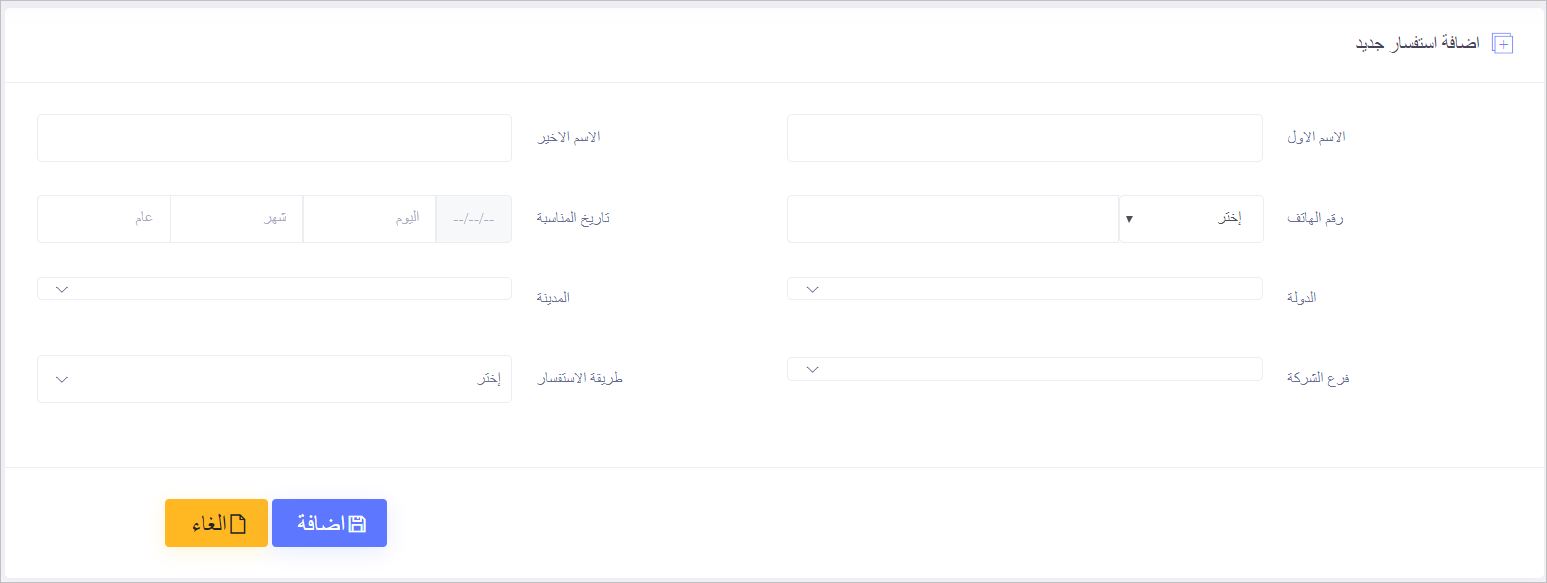 اضافة استفسار جديد
الاسم الاول
الاسم الاخير
رقم الهاتف إختر
تاريخ المناسبة --/--/-- اليوم شهر عام
الدولة
المدينة
فرع الشركة
طريقة الاستفسار إختر
اضافة
الغاء